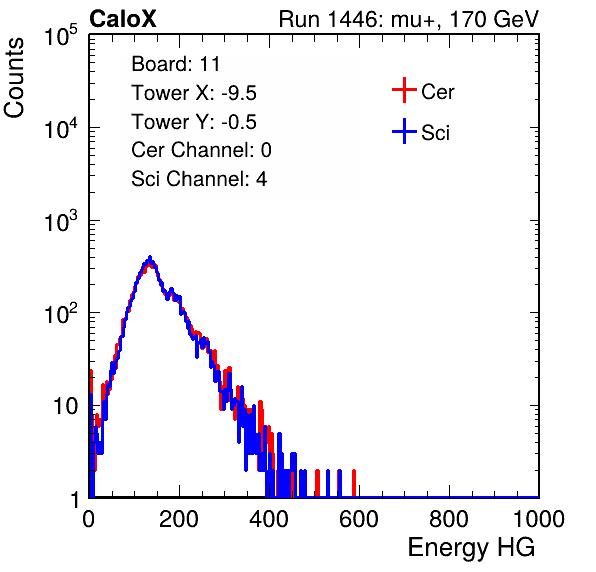 CaloX
Run 1446: mu+, 170 GeV
Counts
10^5
10^4
10^3
10^2
10
1
Board: 11
Tower X: -9.5
Tower Y: -0.5
Cer Channel: 0
Sci Channel: 4
Cer
Sci
0 200 400 600 800 1000
Energy HG